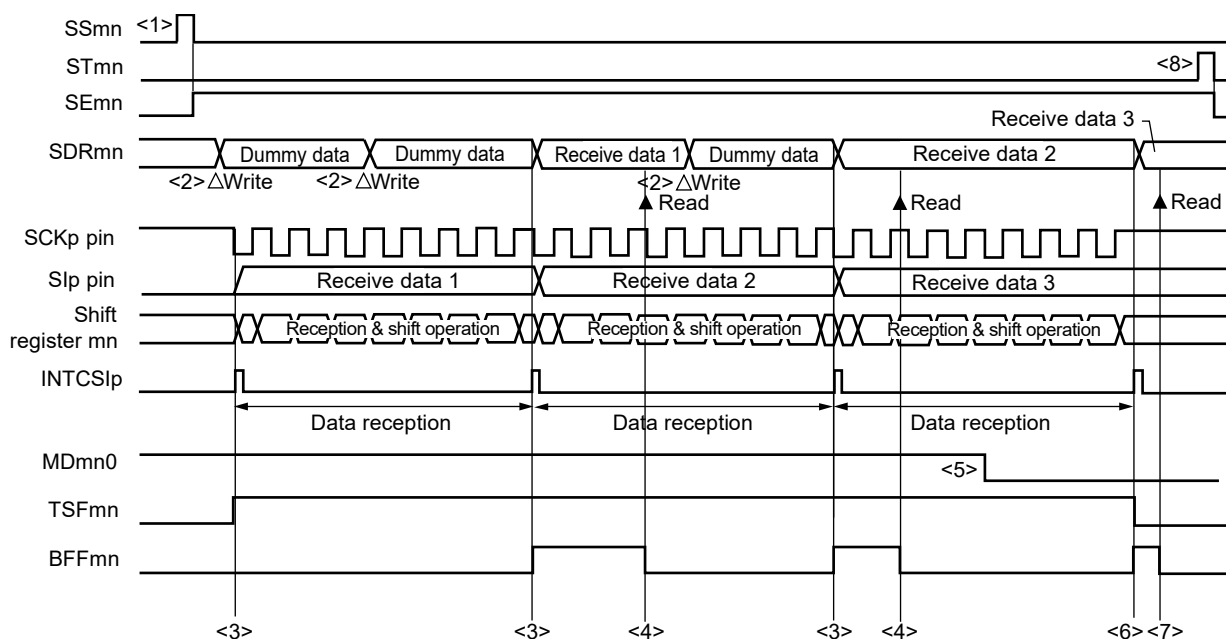 SSmn <1>
STmn <8>
SEmn
Receive data 3
SDRmn Dummy data Dummy data Receive data 1 Dummy data Receive data 2
<2> △Write <2> △Write <2> △Write
▲ Read ▲ Read ▲ Read
SCKp pin
SIp pin Receive data 1 Receive data 2 Receive data 3
Shift
register mn Reception & shift operation Reception & shift operation Reception & shift operation
INTCSIp
Data reception Data reception Data reception
MDmn0 <5>
TSFmn
BFFmn
<3> <3> <4> <3> <4> <6> <7>